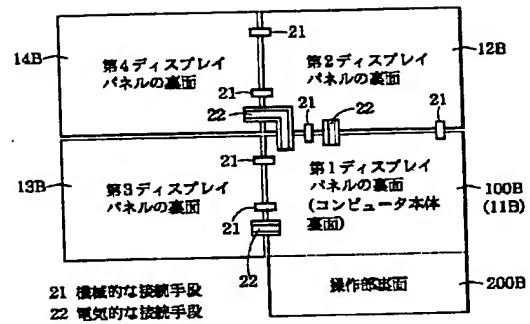 21
14B
第4ディスプレイ
パネルの裏面
第2ディスプレイ
パネルの裏面
12B
21
22
21
22
21
21
13B
第3ディスプレイ
パネルの裏面
第1ディスプレイ
パネルの裏面
(コンピュータ本体
裏面)
100B
(11B)
21
22
操作部裏面
200B
21 機械的な接続手段
22 電気的な接続手段